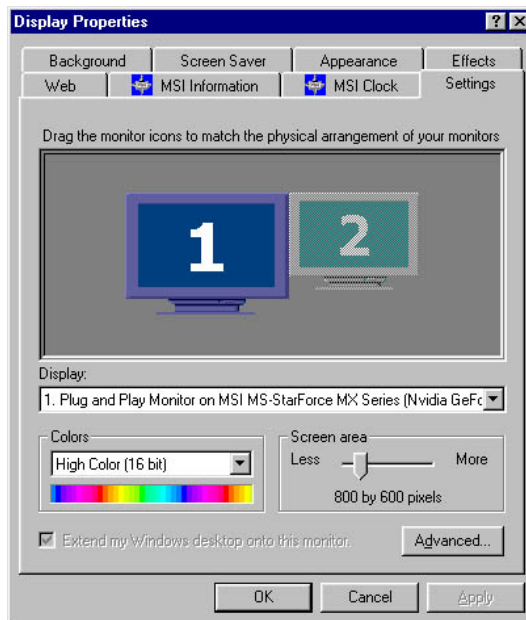 Display Properties
Background Screen Saver Appearance Effects
Web MSI Information MSI Clock Settings
Drag the monitor icons to match the physical arrangement of your monitors
1 2
Display:
1. Plug and Play Monitor on MSI MS-StarForce MX Series (Nvidia GeFo
Colors Screen area
High Color (16 bit) Less More
800 by 600 pixels
Extend my Windows desktop onto this monitor. Advanced...
OK Cancel Apply